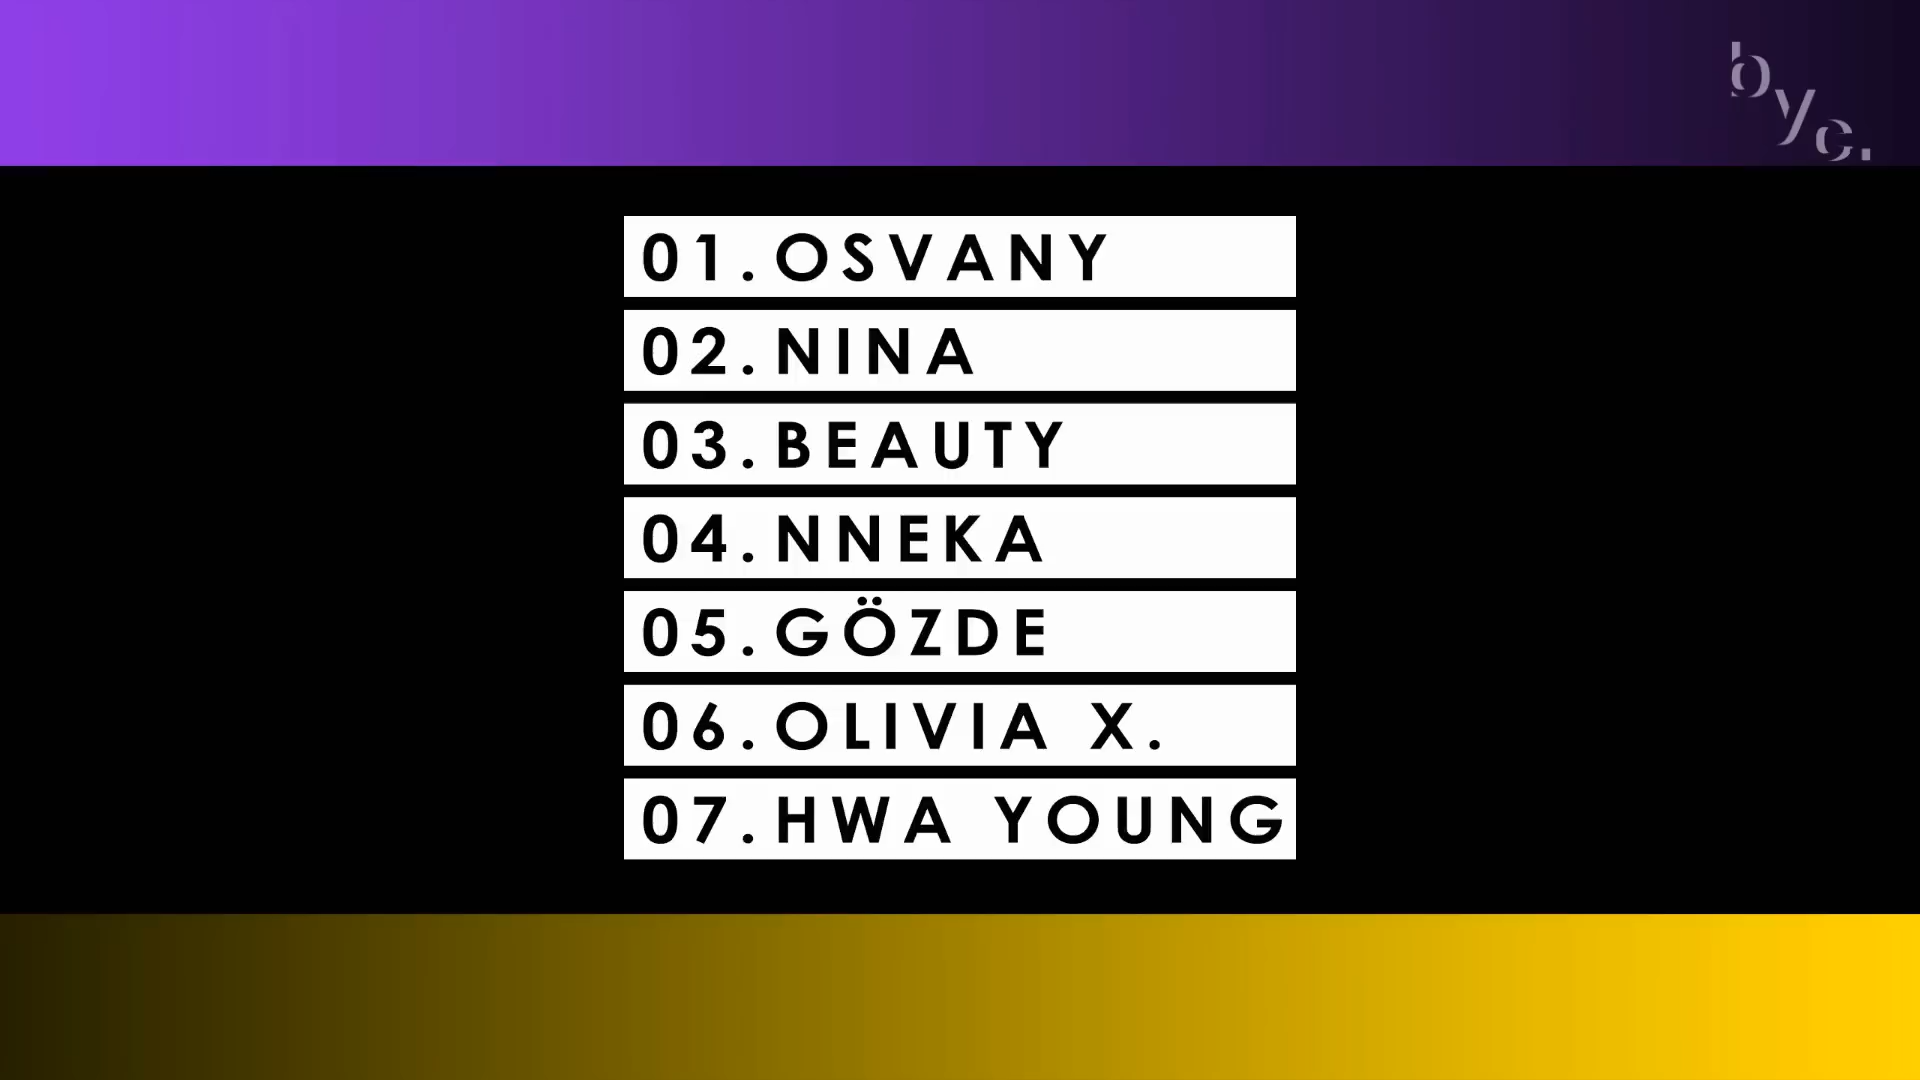 byc.
01. OSVANY
02. NINA
03. BEAUTY
04. NNEKA
05. GÖZDE
06. OLIVIA X.
07. HWA YOUNG